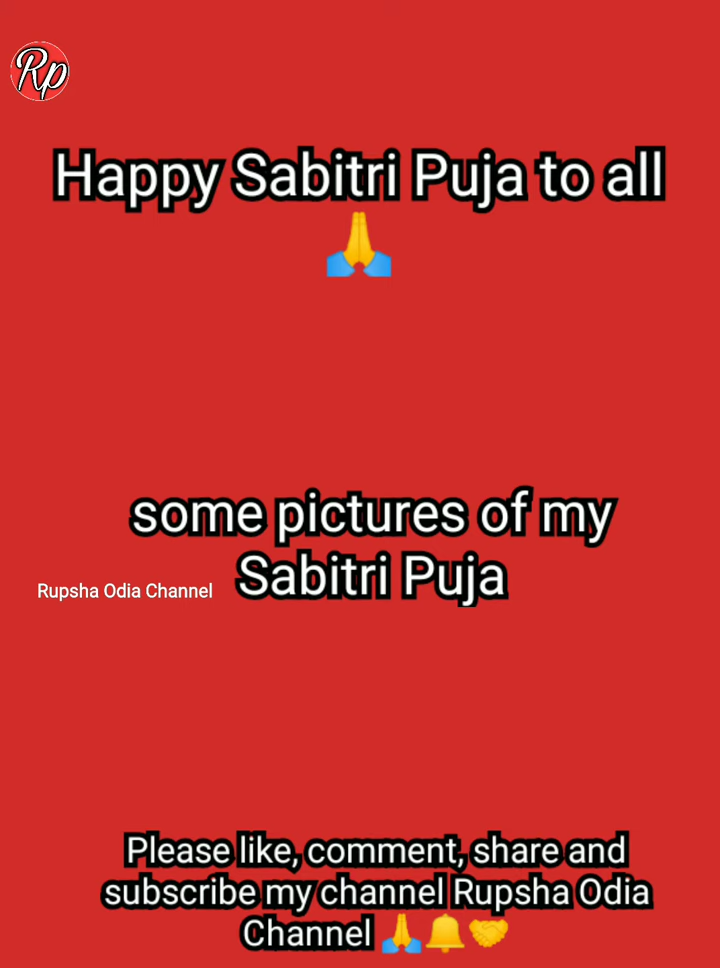 Rp
Happy Sabitri Puja to all
🙏
some pictures of my
Sabitri Puja
Rupsha Odia Channel
Please like, comment, share and
subscribe my channel Rupsha Odia
Channel 🙏🔔🤝